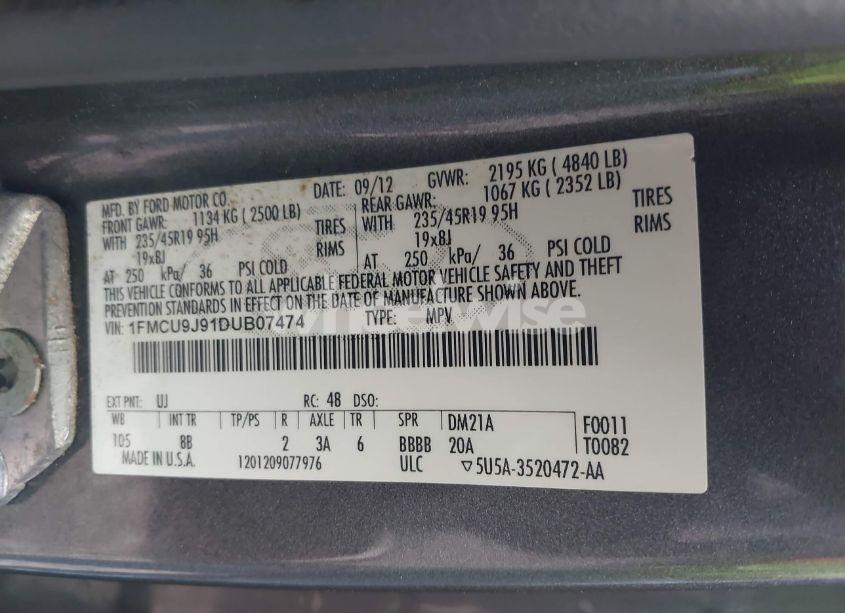 MFD. BY FORD MOTOR CO.
DATE: 09/12 GVWR: 2195 KG ( 4840 LB)
FRONT GAWR: 1134 KG ( 2500 LB)
WITH 235/45R19 95H TIRES
19x8J RIMS
AT 250 kPa/ 36 PSI COLD
REAR GAWR: 1067 KG ( 2352 LB)
WITH 235/45R19 95H TIRES
19x8J RIMS
AT 250 kPa/ 36 PSI COLD
THIS VEHICLE CONFORMS TO ALL APPLICABLE FEDERAL MOTOR VEHICLE SAFETY AND THEFT
PREVENTION STANDARDS IN EFFECT ON THE DATE OF MANUFACTURE SHOWN ABOVE.
VIN: 1FMCU9J91DUB07474 TYPE: MPV
EXT PNT: UJ RC: 48 DSO:
WB INT TR TP/PS R AXLE TR SPR DM21A F0011
105 8B 2 3A 6 BBBB 20A T0082
MADE IN U.S.A. 1201209077976 ULC ▽5U5A-3520472-AA